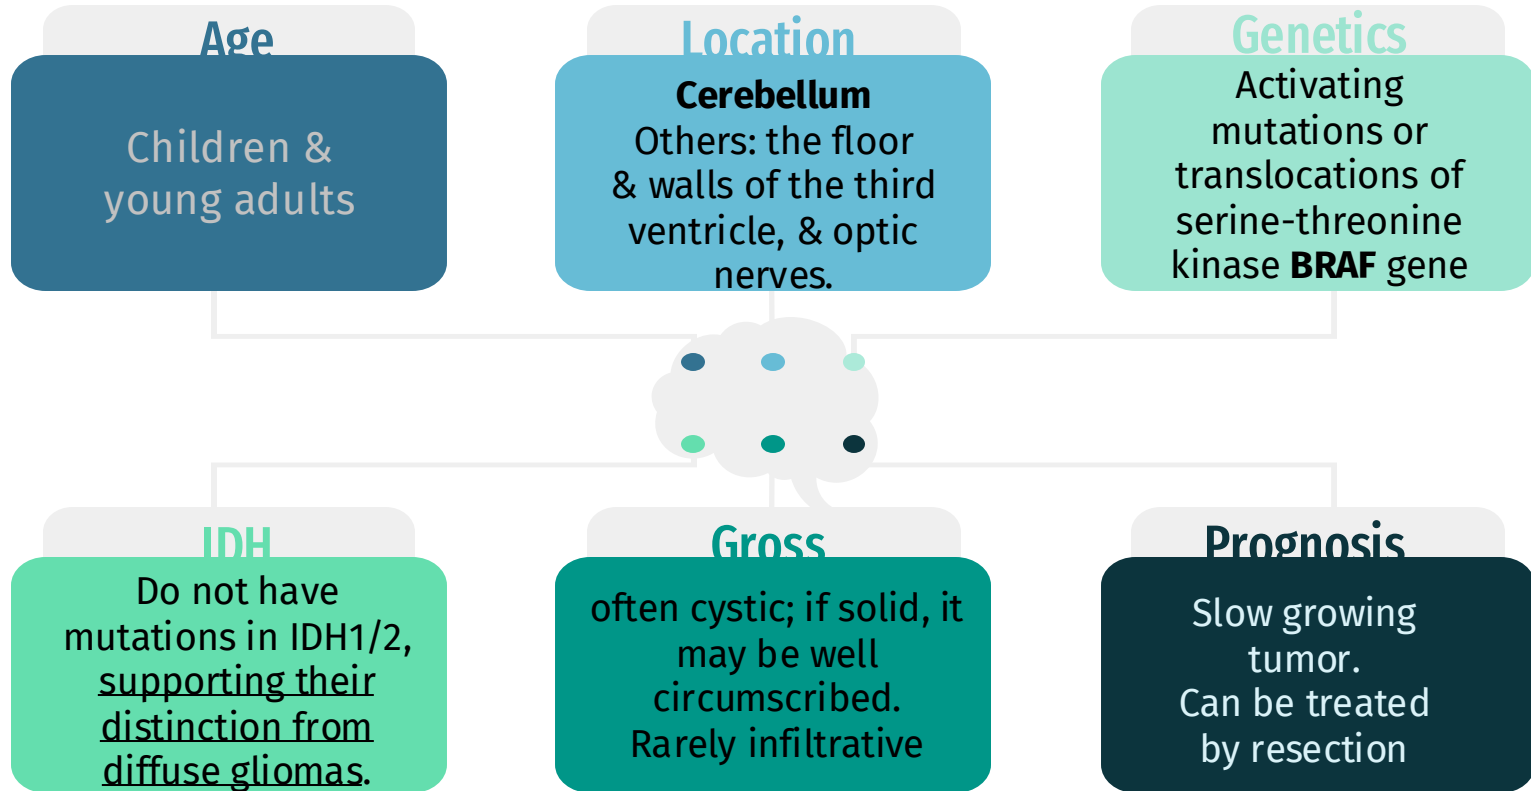 Age
Children &
young adults
Location
Cerebellum
Others: the floor
& walls of the third
ventricle, & optic
nerves.
Genetics
Activating
mutations or
translocations of
serine-threonine
kinase BRAF gene
IDH
Do not have
mutations in IDH1/2,
supporting their
distinction from
diffuse gliomas.
Gross
often cystic; if solid, it
may be well
circumscribed.
Rarely infiltrative
Prognosis
Slow growing
tumor.
Can be treated
by resection